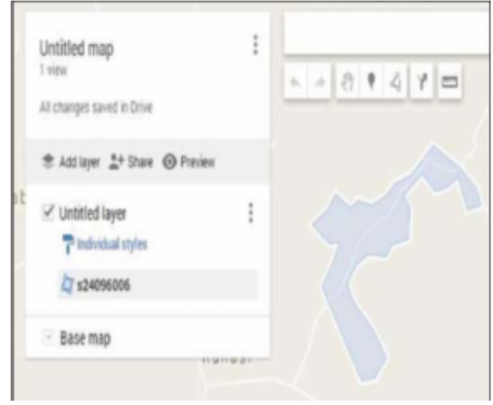 Untitled map
1 view
All changes saved in Drive
Add layer Share Preview
Untitled layer
Individual styles
s24096006
Base map